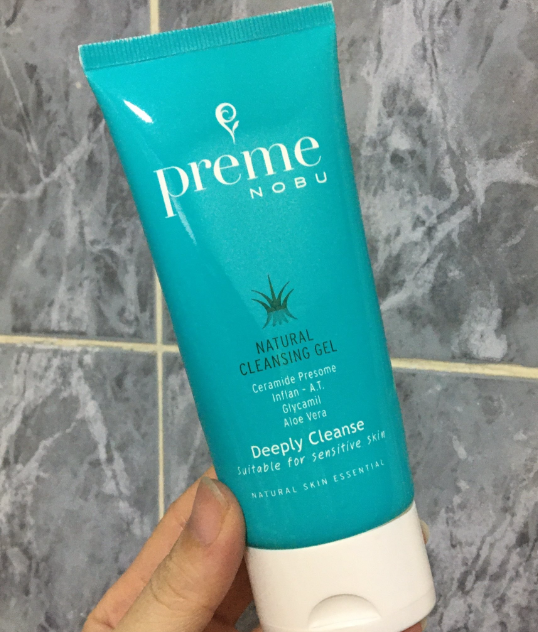 preme
NOBU
NATURAL
CLEANSING GEL
Ceramide Presome
Inflan - A.T.
Glycamil
Aloe Vera
Deeply Cleanse
suitable for sensitive skin
NATURAL SKIN ESSENTIAL